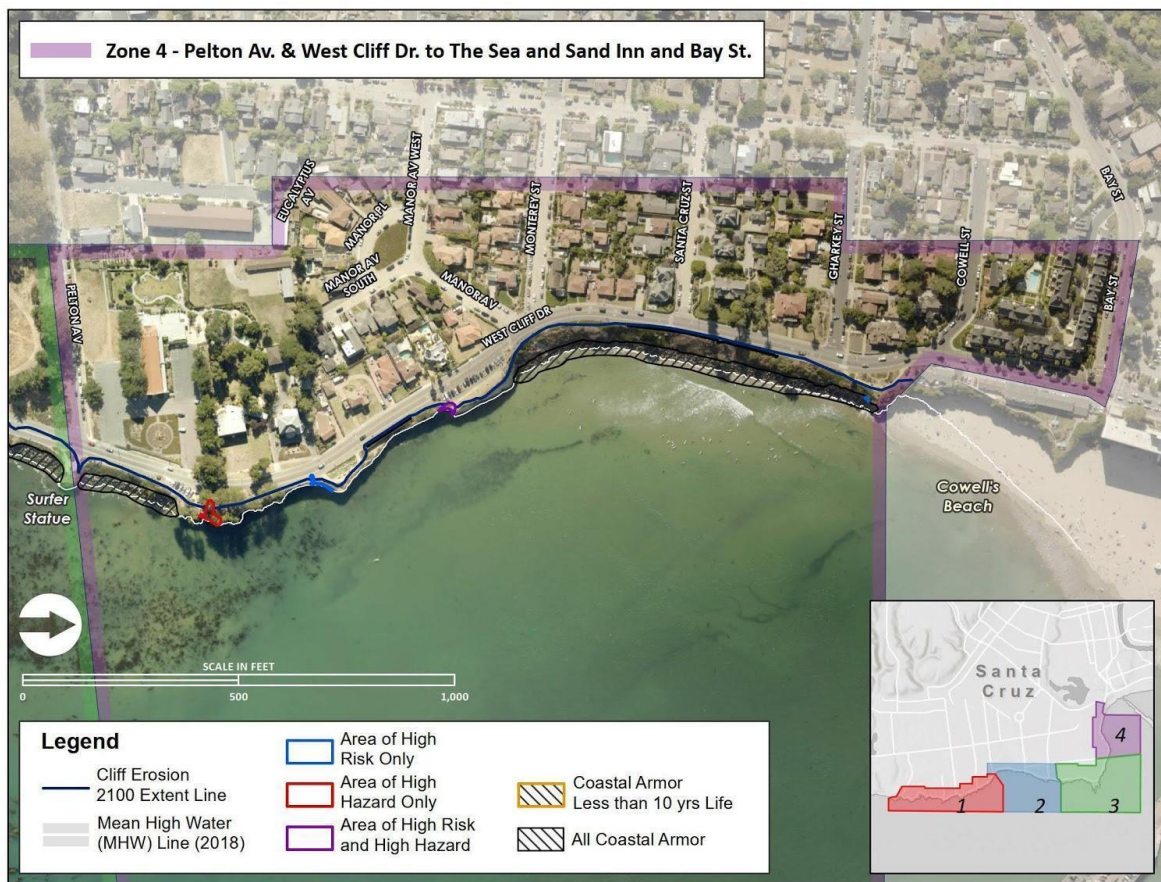 Zone 4 - Pelton Av. & West Cliff Dr. to The Sea and Sand Inn and Bay St.
EUCALYPTUS
AV
MANOR PL
MANOR AV WEST
MANOR AV
SOUTH
MANOR AV
MONTEREY ST
SANTA CRUZ ST
GHARKEY ST
COWELL ST
BAY ST
BAY ST
PELTON AV
WEST CLIFF DR
Surfer
Statue
Cowell's
Beach
SCALE IN FEET
0
500
1,000
Legend
Cliff Erosion
2100 Extent Line
Mean High Water
(MHW) Line (2018)
Area of High
Risk Only
Area of High
Hazard Only
Area of High Risk
and High Hazard
Coastal Armor
Less than 10 yrs Life
All Coastal Armor
Santa
Cruz
1
2
3
4